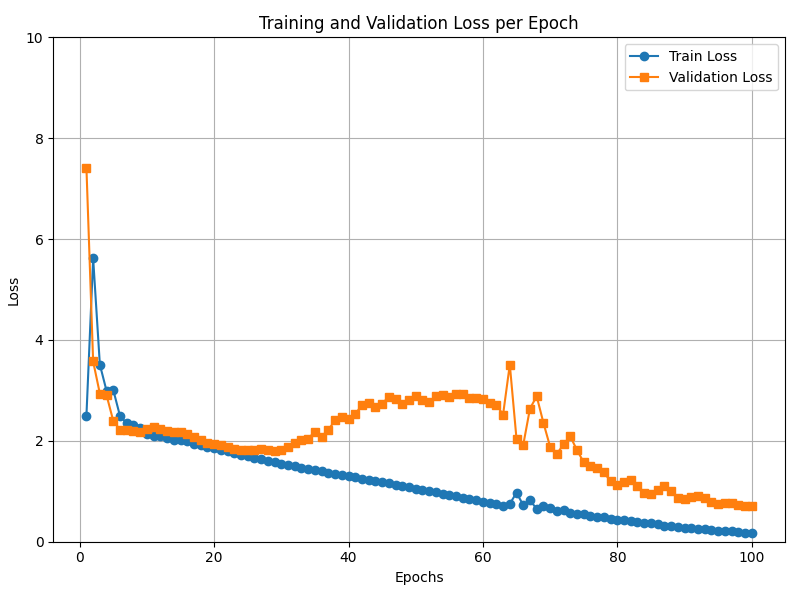 Training and Validation Loss per Epoch
Train Loss
Validation Loss
10
8
6
4
2
0
Loss
0 20 40 60 80 100
Epochs